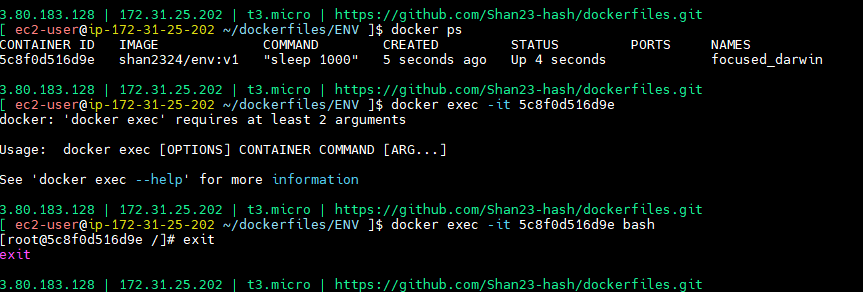 3.80.183.128 | 172.31.25.202 | t3.micro | https://github.com/Shan23-hash/dockerfiles.git
[ ec2-user@ip-172-31-25-202 ~/dockerfiles/ENV ]$ docker ps
CONTAINER ID   IMAGE             COMMAND        CREATED         STATUS         PORTS     NAMES
5c8f0d516d9e   shan2324/env:v1   "sleep 1000"   5 seconds ago   Up 4 seconds             focused_darwin

3.80.183.128 | 172.31.25.202 | t3.micro | https://github.com/Shan23-hash/dockerfiles.git
[ ec2-user@ip-172-31-25-202 ~/dockerfiles/ENV ]$ docker exec -it 5c8f0d516d9e
docker: 'docker exec' requires at least 2 arguments

Usage:  docker exec [OPTIONS] CONTAINER COMMAND [ARG...]

See 'docker exec --help' for more information

3.80.183.128 | 172.31.25.202 | t3.micro | https://github.com/Shan23-hash/dockerfiles.git
[ ec2-user@ip-172-31-25-202 ~/dockerfiles/ENV ]$ docker exec -it 5c8f0d516d9e bash
[root@5c8f0d516d9e /]# exit
exit

3.80.183.128 | 172.31.25.202 | t3.micro | https://github.com/Shan23-hash/dockerfiles.git